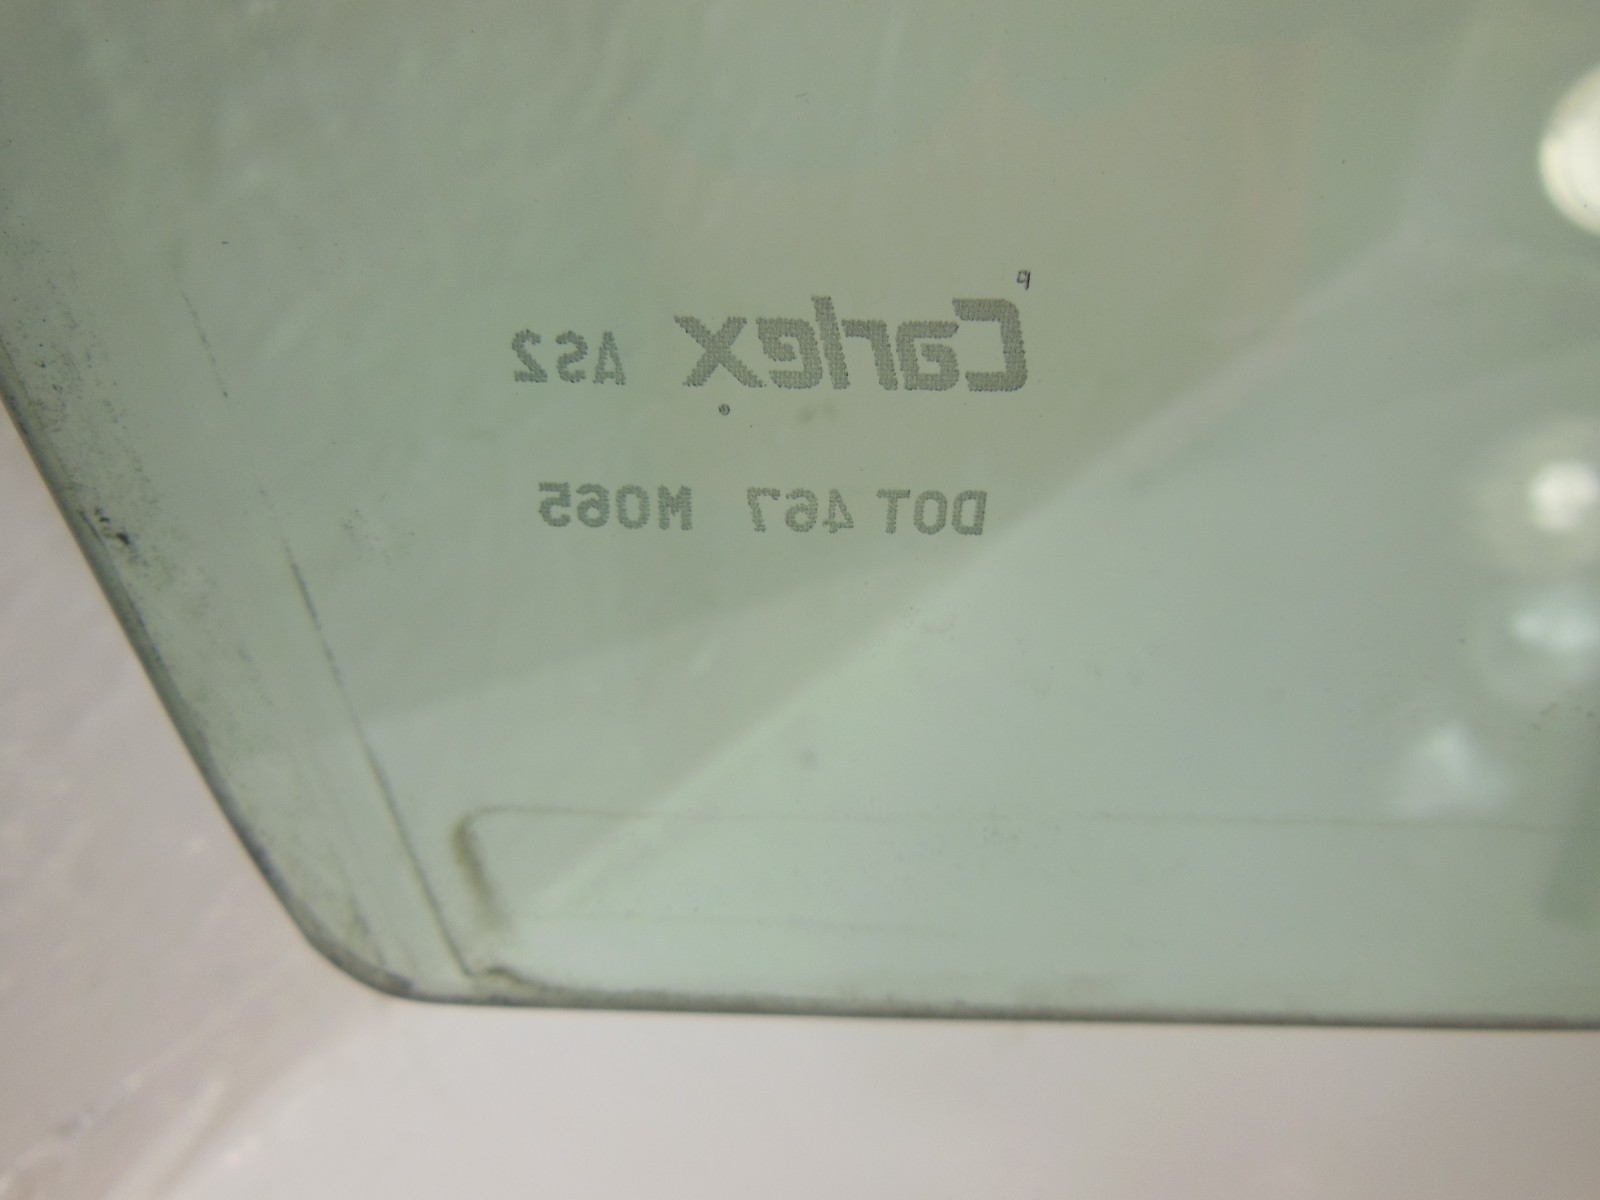 Carlex AS2
DOT 467 M065